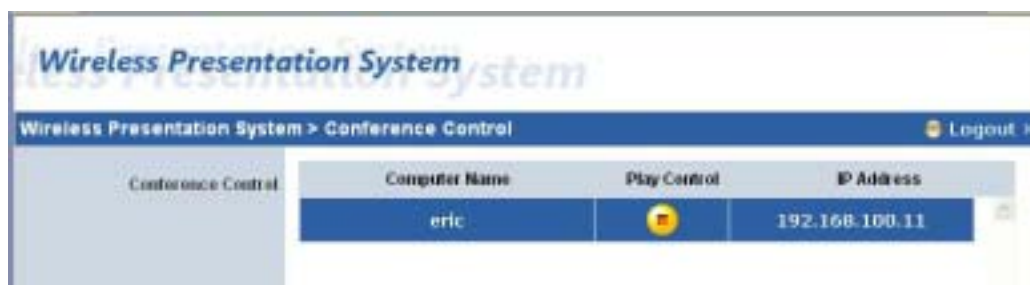 Wireless Presentation System
Wireless Presentation System > Conference Control
Logout >
Conference Control
Computer Name Play Control IP Address
eric 192.168.100.11